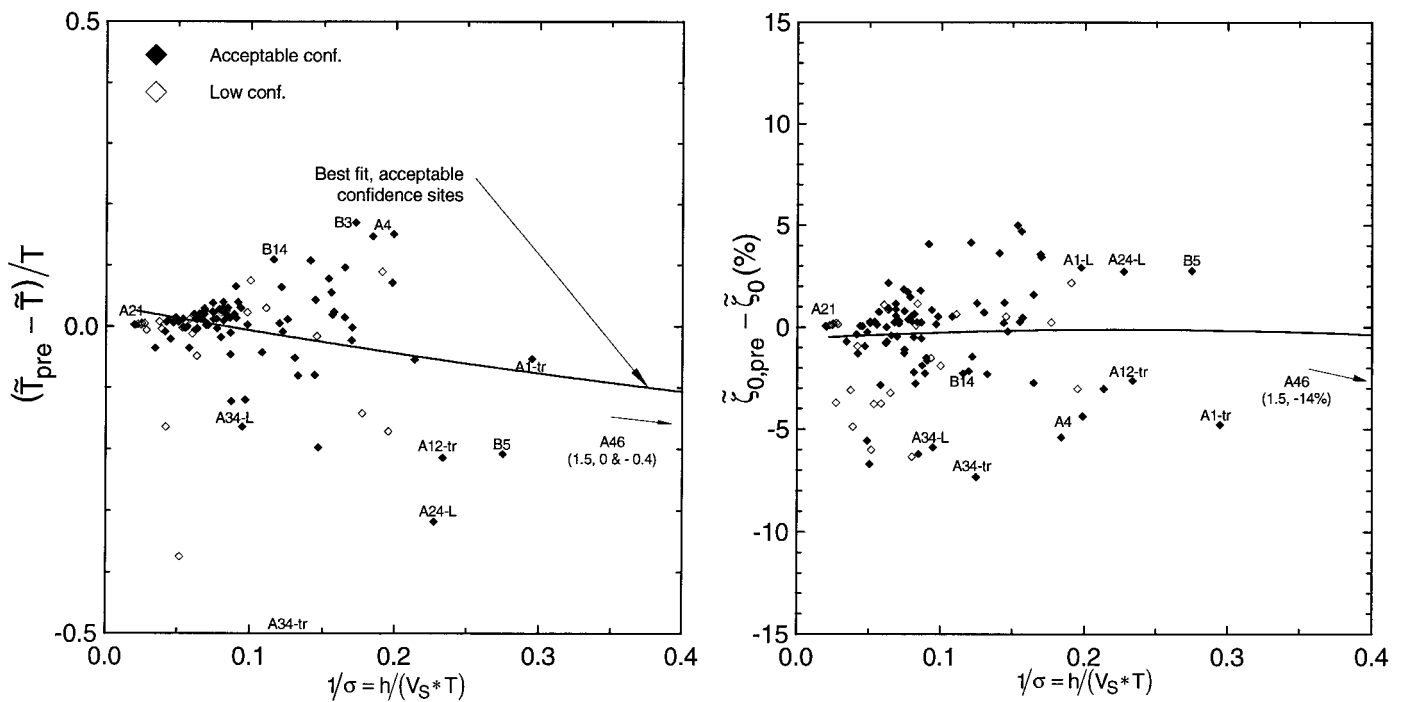 0.5
Acceptable conf.
Low conf.
Best fit, acceptable
confidence sites
B3
A4
B14
A21
0.0
A1-tr
A34-L
A12-tr
B5
A46
(1.5, 0 & - 0.4)
A24-L
A34-tr
-0.5
0.0
0.1
0.2
0.3
0.4
1/σ = h/(VS*T)
(T̃pre − T̃)/T
15
10
5
0
-5
-10
-15
A1-L
A24-L
B5
A21
B14
A12-tr
A46
(1.5, -14%)
A4
A1-tr
A34-L
A34-tr
0.0
0.1
0.2
0.3
0.4
1/σ = h/(VS*T)
ζ̃0,pre − ζ̃0 (%)